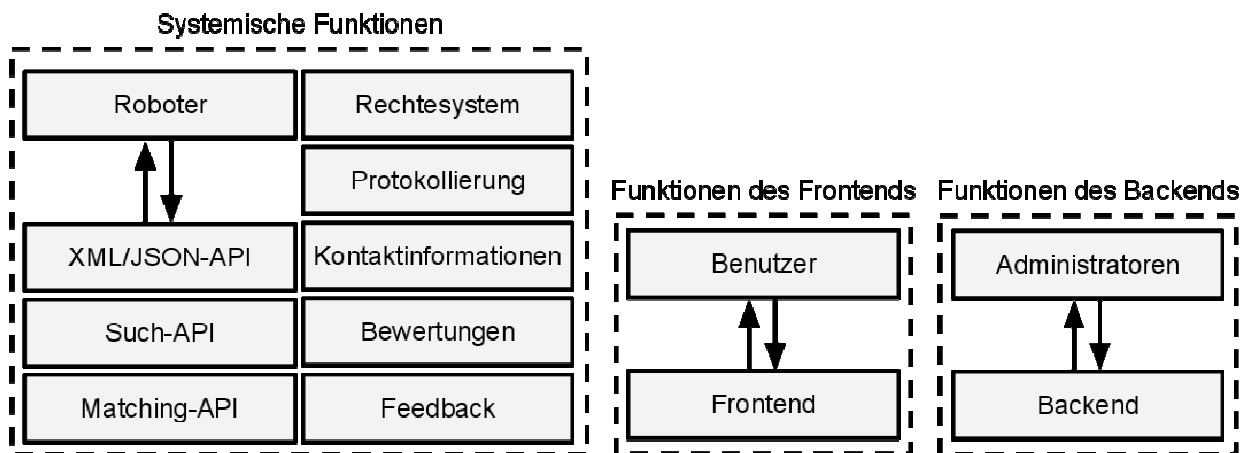 Systemische Funktionen
Roboter
Rechtesystem
Protokollierung
XML/JSON-API
Kontaktinformationen
Such-API
Bewertungen
Matching-API
Feedback
Funktionen des Frontends
Benutzer
Frontend
Funktionen des Backends
Administratoren
Backend